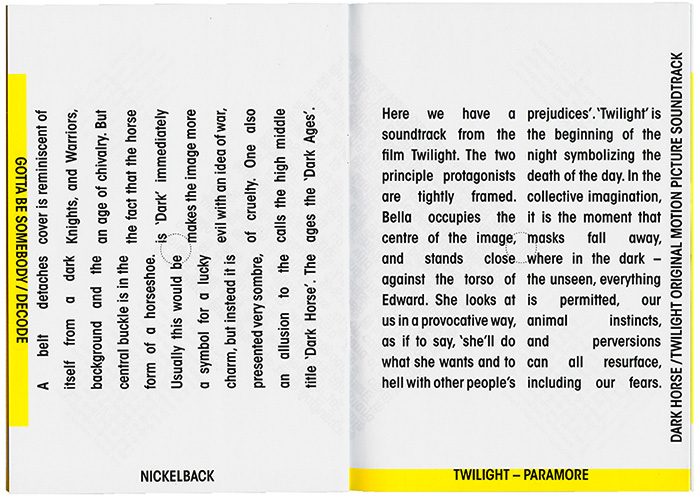 GOTTA BE SOMEBODY / DECODE
A belt detaches
itself from a dark
background and the
central buckle is in the
form of a horseshoe.
Usually this would be
a symbol for a lucky
charm, but instead it is
presented very sombre,
an allusion to the
title ‘Dark Horse’. The
cover is reminiscent of
Knights, and Warriors,
an age of chivalry. But
the fact that the horse
is ‘Dark’ immediately
makes the image more
evil with an idea of war,
of cruelty. One also
calls the high middle
ages the ‘Dark Ages’.
NICKELBACK
Here we have a
soundtrack from the
film Twilight. The two
principle protagonists
are tightly framed.
Bella occupies the
centre of the image,
and stands close
against the torso of
Edward. She looks at
us in a provocative way,
as if to say, ‘she’ll do
what she wants and to
hell with other people’s
prejudices’. ‘Twilight’ is
the beginning of the
night symbolizing the
death of the day. In the
collective imagination,
it is the moment that
masks fall away,
where in the dark –
the unseen, everything
is permitted, our
animal instincts,
and perversions
can all resurface,
including our fears.
DARK HORSE / TWILIGHT ORIGINAL MOTION PICTURE SOUNDTRACK
TWILIGHT – PARAMORE